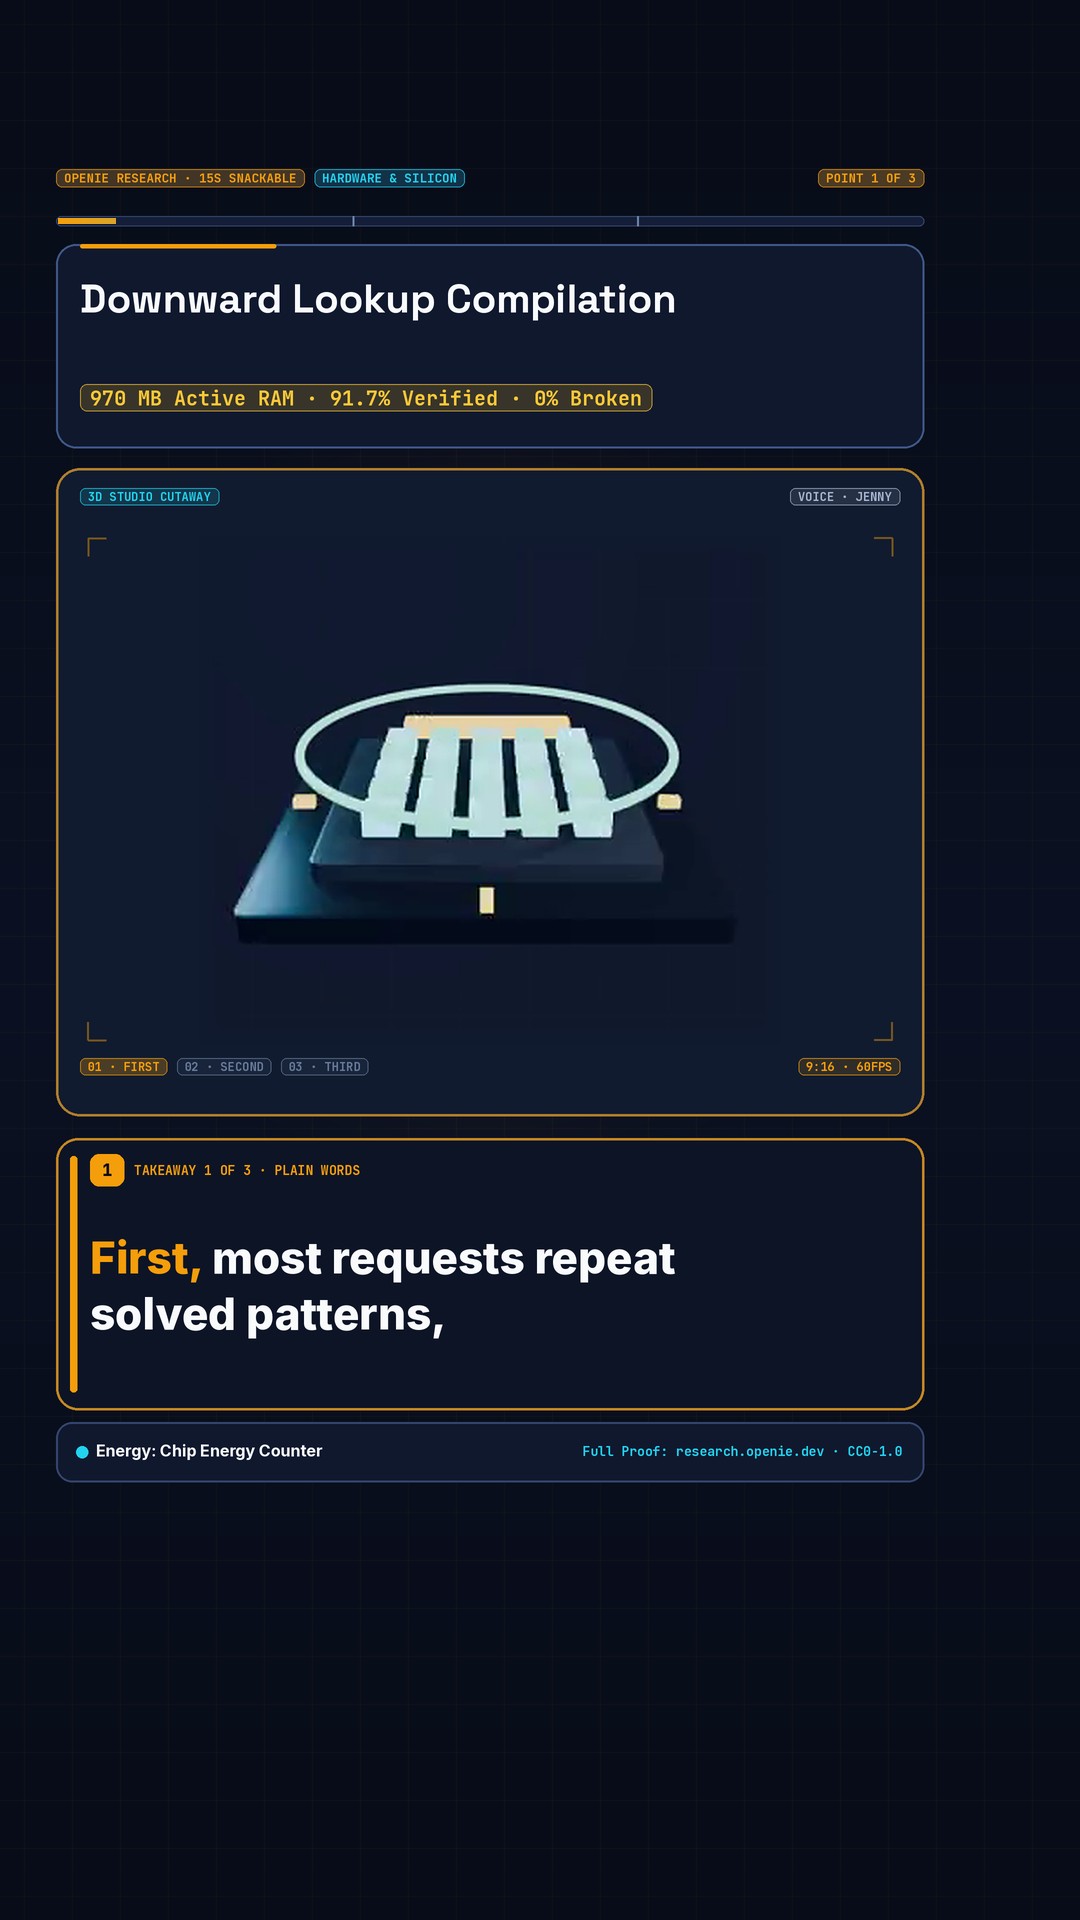 OPENIE RESEARCH · 15S SNACKABLE
HARDWARE & SILICON
POINT 1 OF 3
Downward Lookup Compilation
970 MB Active RAM · 91.7% Verified · 0% Broken
3D STUDIO CUTAWAY
VOICE · JENNY
01 · FIRST
02 · SECOND
03 · THIRD
9:16 · 60FPS
1
TAKEAWAY 1 OF 3 · PLAIN WORDS
First, most requests repeat
solved patterns,
Energy: Chip Energy Counter
Full Proof: research.openie.dev · CC0-1.0